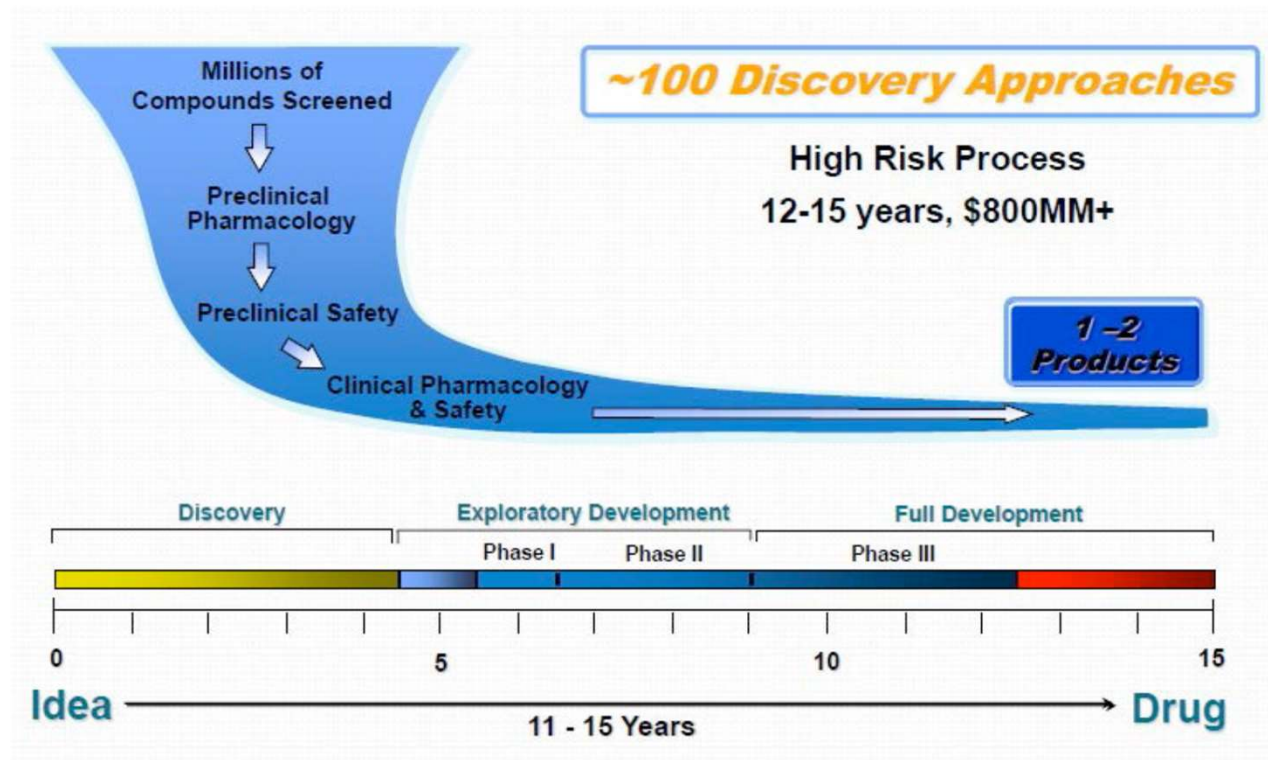 Millions of
Compounds Screened
Preclinical
Pharmacology
Preclinical Safety
Clinical Pharmacology
& Safety
~100 Discovery Approaches
High Risk Process
12-15 years, $800MM+
1 –2
Products
Discovery
Exploratory Development
Full Development
Phase I
Phase II
Phase III
0
5
10
15
Idea
11 - 15 Years
Drug